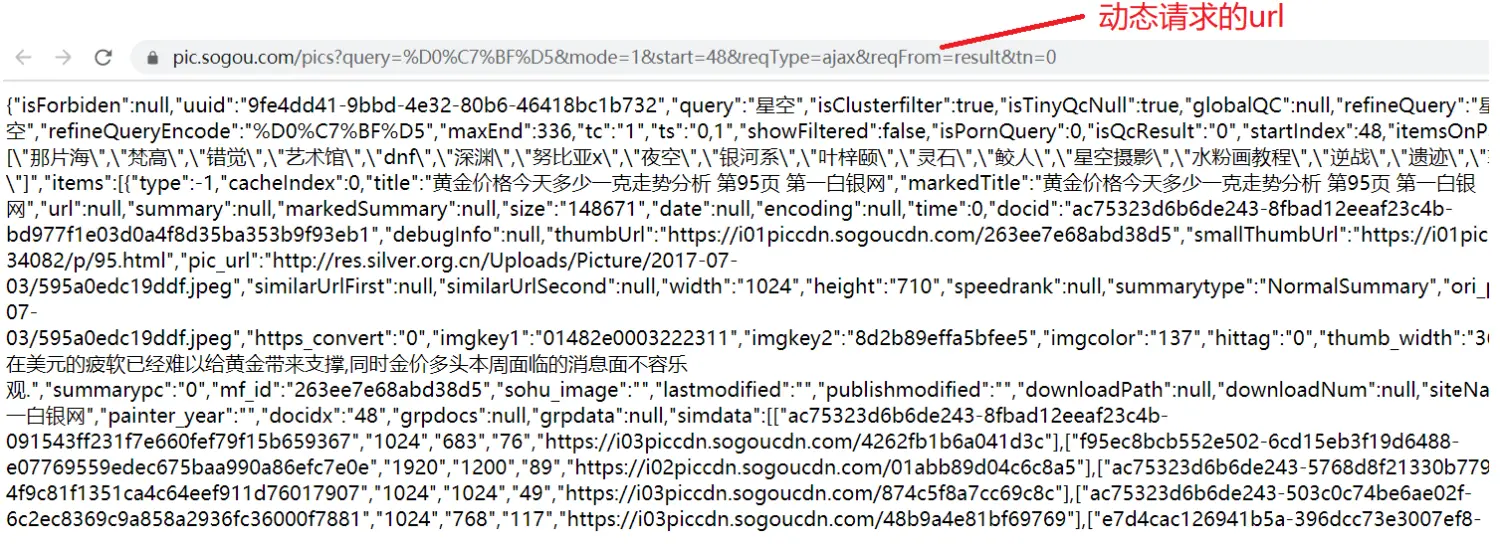 动态请求的url
pic.sogou.com/pics?query=%D0%C7%BF%D5&mode=1&start=48&reqType=ajax&reqFrom=result&tn=0
{"isForbiden":null,"uuid":"9fe4dd41-9bbd-4e32-80b6-46418bc1b732","query":"星空","isClusterfilter":true,"isTinyQcNull":true,"globalQC":null,"refineQuery":"星
空","refineQueryEncode":"%D0%C7%BF%D5","maxEnd":336,"tc":"1","ts":"0,1","showFiltered":false,"isPornQuery":0,"isQcResult":"0","startIndex":48,"itemsOnP
[\"那片海\",\"梵高\",\"错觉\",\"艺术馆\",\"dnf\",\"深渊\",\"努比亚x\",\"夜空\",\"银河系\",\"叶梓颐\",\"灵石\",\"鲛人\",\"星空摄影\",\"水粉画教程\",\"逆战\",\"遗迹\",\"
\"]","items":[{"type":-1,"cacheIndex":0,"title":"黄金价格今天多少一克走势分析 第95页 第一白银网","markedTitle":"黄金价格今天多少一克走势分析 第95页 第一白银
网","url":null,"summary":null,"markedSummary":null,"size":"148671","date":null,"encoding":null,"time":0,"docid":"ac75323d6b6de243-8fbad12eeaf23c4b-
bd977f1e03d0a4f8d35ba353b9f93eb1","debugInfo":null,"thumbUrl":"https://i01piccdn.sogoucdn.com/263ee7e68abd38d5","smallThumbUrl":"https://i01pic
34082/p/95.html","pic_url":"http://res.silver.org.cn/Uploads/Picture/2017-07-
03/595a0edc19ddf.jpeg","similarUrlFirst":null,"similarUrlSecond":null,"width":"1024","height":"710","speedrank":null,"summarytype":"NormalSummary","ori_p
07-
03/595a0edc19ddf.jpeg","https_convert":"0","imgkey1":"01482e0003222311","imgkey2":"8d2b89effa5bfee5","imgcolor":"137","hittag":"0","thumb_width":"36
在美元的疲软已经难以给黄金带来支撑,同时金价多头本周面临的消息面不容乐
观.","summarypc":"0","mf_id":"263ee7e68abd38d5","sohu_image":"","lastmodified":"","publishmodified":"","downloadPath":null,"downloadNum":null,"siteNa
一白银网","painter_year":"","docidx":"48","grpdocs":null,"grpdata":null,"simdata":[["ac75323d6b6de243-8fbad12eeaf23c4b-
091543ff231f7e660fef79f15b659367","1024","683","76","https://i03piccdn.sogoucdn.com/4262fb1b6a041d3c"],["f95ec8bcb552e502-6cd15eb3f19d6488-
e07769559edec675baa990a86efc7e0e","1920","1200","89","https://i02piccdn.sogoucdn.com/01abb89d04c6c8a5"],["ac75323d6b6de243-5768d8f21330b779
4f9c81f1351ca4c64eef911d76017907","1024","1024","49","https://i03piccdn.sogoucdn.com/874c5f8a7cc69c8c"],["ac75323d6b6de243-503c0c74be6ae02f-
6c2ec8369c9a858a2936fc36000f7881","1024","768","117","https://i03piccdn.sogoucdn.com/48b9a4e81bf69769"],["e7d4cac126941b5a-396dcc73e3007ef8-